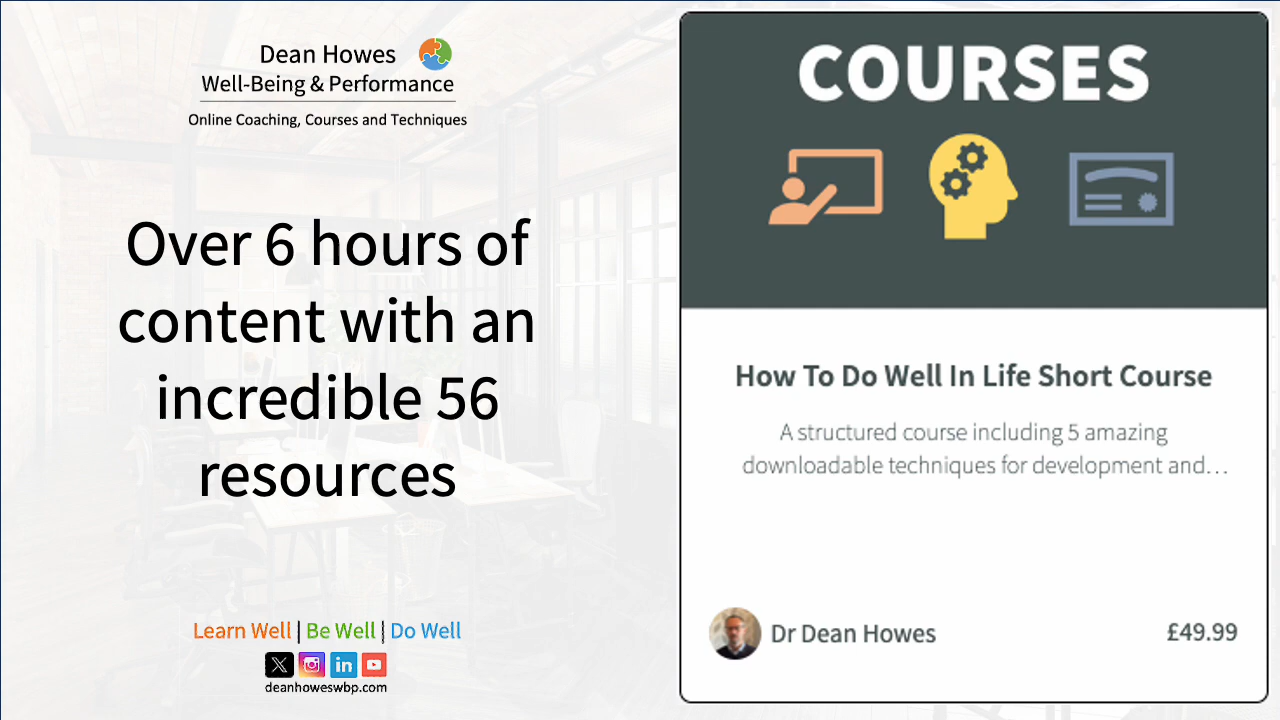 Dean Howes
Well-Being & Performance
Online Coaching, Courses and Techniques
Over 6 hours of
content with an
incredible 56
resources
Learn Well | Be Well | Do Well
deanhoweswbp.com
COURSES
How To Do Well In Life Short Course
A structured course including 5 amazing
downloadable techniques for development and…
Dr Dean Howes
£49.99